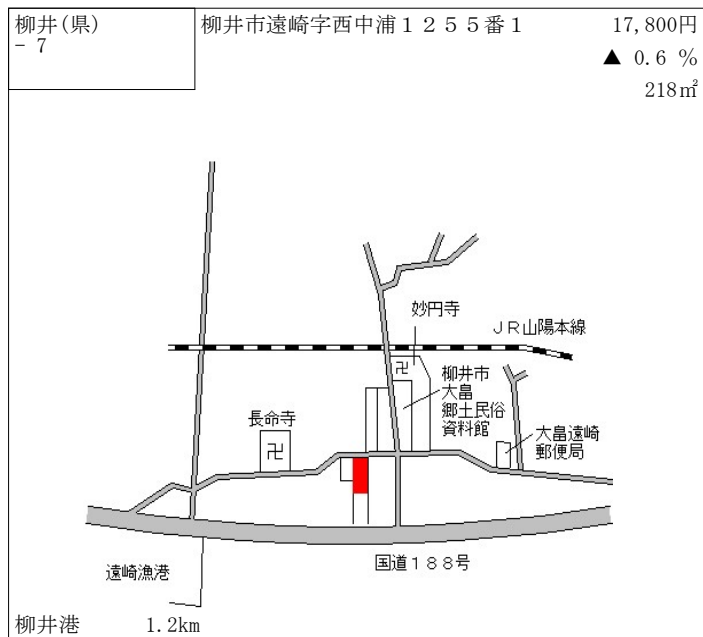 柳井(県)
- 7
柳井市遠崎字西中浦１２５５番１
17,800円
▲ 0.6 %
218㎡
妙円寺
ＪＲ山陽本線
卍
柳井市
大畠
郷土民俗
資料館
長命寺
卍
大畠遠崎
郵便局
国道１８８号
遠崎漁港
柳井港 1.2km